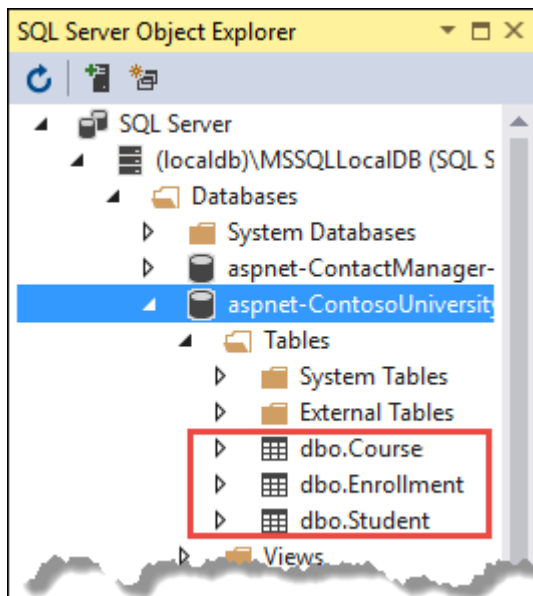 SQL Server Object Explorer
SQL Server
(localdb)\MSSQLLocalDB (SQL S
Databases
System Databases
aspnet-ContactManager-
aspnet-ContosoUniversity
Tables
System Tables
External Tables
dbo.Course
dbo.Enrollment
dbo.Student
Views